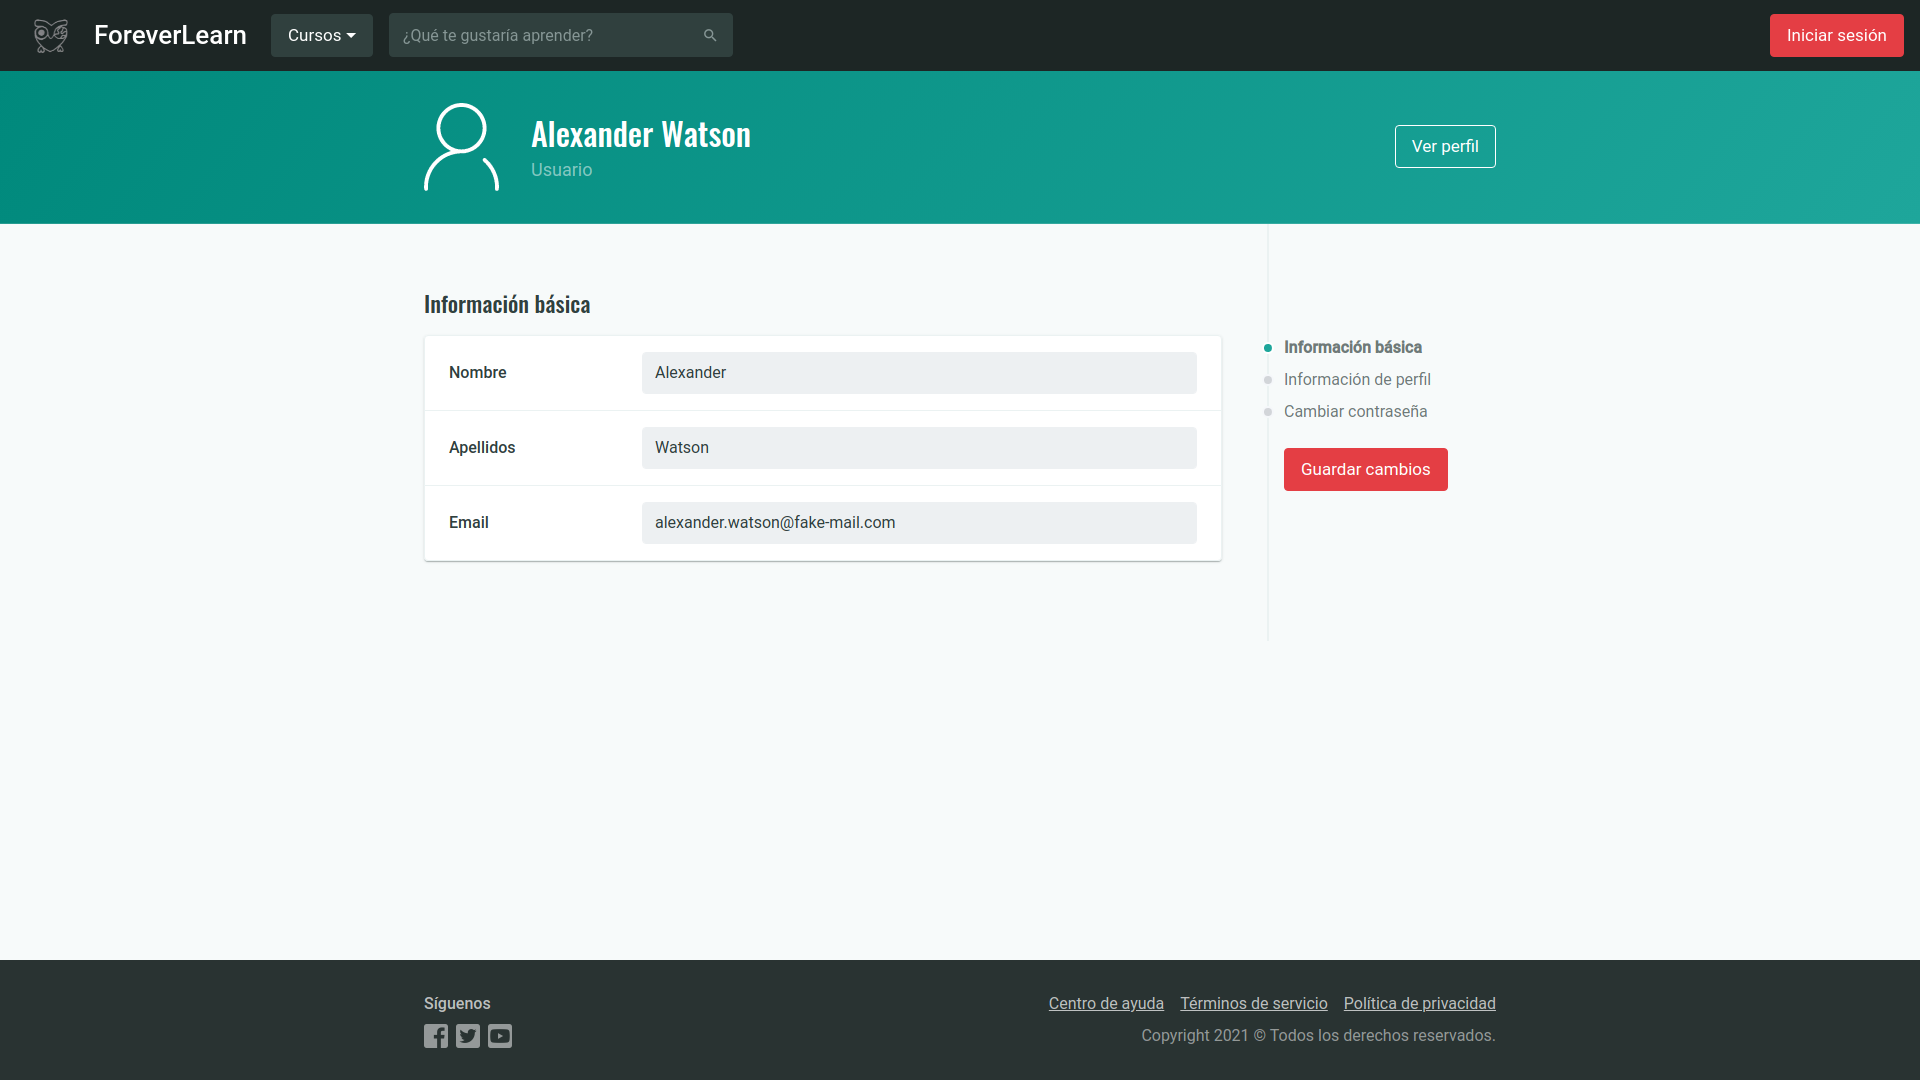 ForeverLearn
Cursos
¿Qué te gustaría aprender?
Iniciar sesión
Alexander Watson
Usuario
Ver perfil
Información básica
Nombre
Alexander
Apellidos
Watson
Email
alexander.watson@fake-mail.com
Información básica
Información de perfil
Cambiar contraseña
Guardar cambios
Síguenos
Centro de ayuda Términos de servicio Política de privacidad
Copyright 2021 © Todos los derechos reservados.